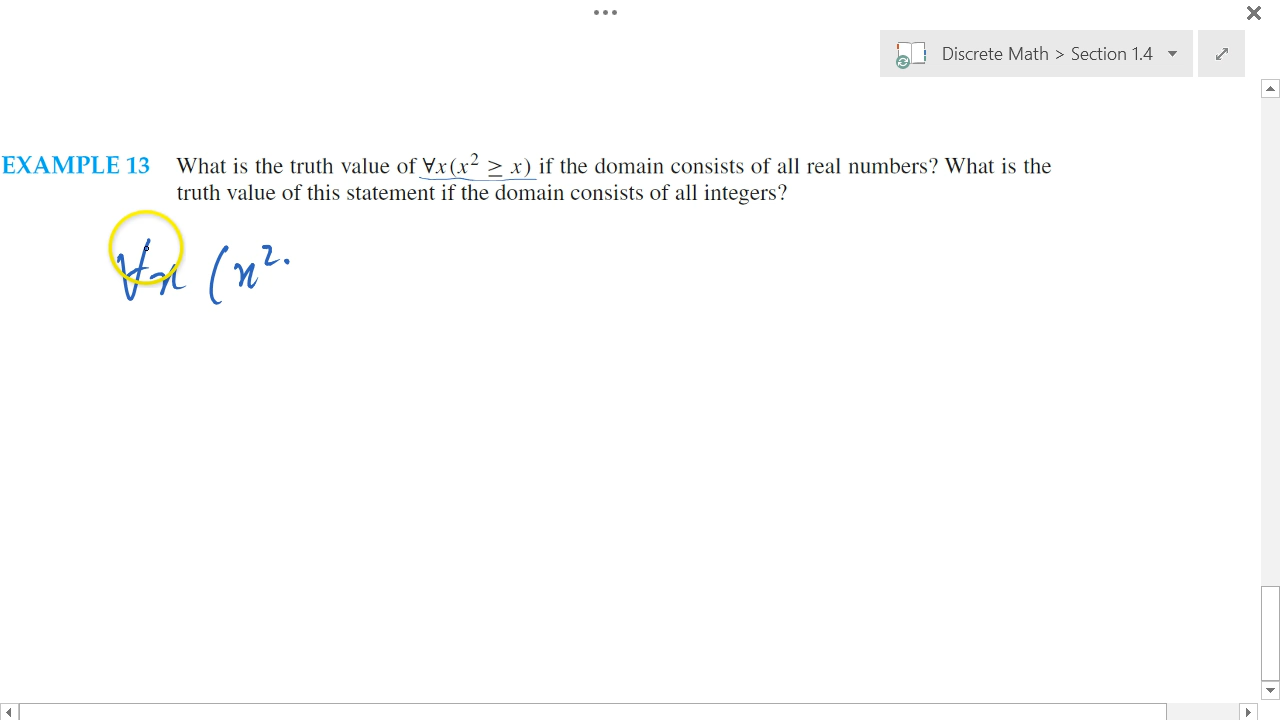 Discrete Math > Section 1.4
EXAMPLE 13 What is the truth value of ∀x(x² ≥ x) if the domain consists of all real numbers? What is the
truth value of this statement if the domain consists of all integers?
∀x (x²